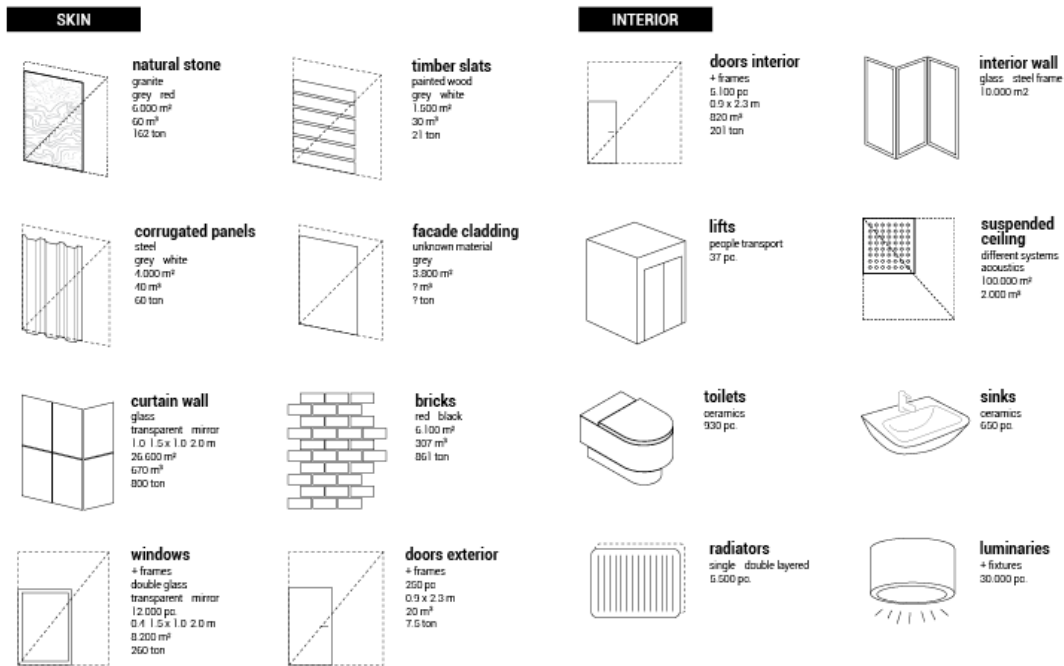 SKIN
natural stone
granite
grey red
6.000 m²
60 m³
162 ton
timber slats
painted wood
grey white
1.500 m²
30 m³
21 ton
corrugated panels
steel
grey white
4.000 m²
40 m³
60 ton
facade cladding
unknown material
grey
3.800 m²
? m³
? ton
curtain wall
glass
transparent mirror
1.0 1.5 x 1.0 2.0 m
26.600 m²
670 m³
800 ton
bricks
red black
6.100 m²
307 m³
861 ton
windows
+ frames
double glass
transparent mirror
12.000 pc.
0.4 1.5 x 1.0 2.0 m
8.200 m²
260 ton
doors exterior
+ frames
250 pc
0.9 x 2.3 m
20 m³
7.5 ton
INTERIOR
doors interior
+ frames
5.100 pc
0.9 x 2.3 m
820 m³
201 ton
interior wall
glass steel frame
10.000 m2
lifts
people transport
37 pc.
suspended
ceiling
different systems
acoustics
100.000 m²
2.000 m³
toilets
ceramics
930 pc.
sinks
ceramics
650 pc.
radiators
single double layered
5.500 pc.
luminaries
+ fixtures
30.000 pc.